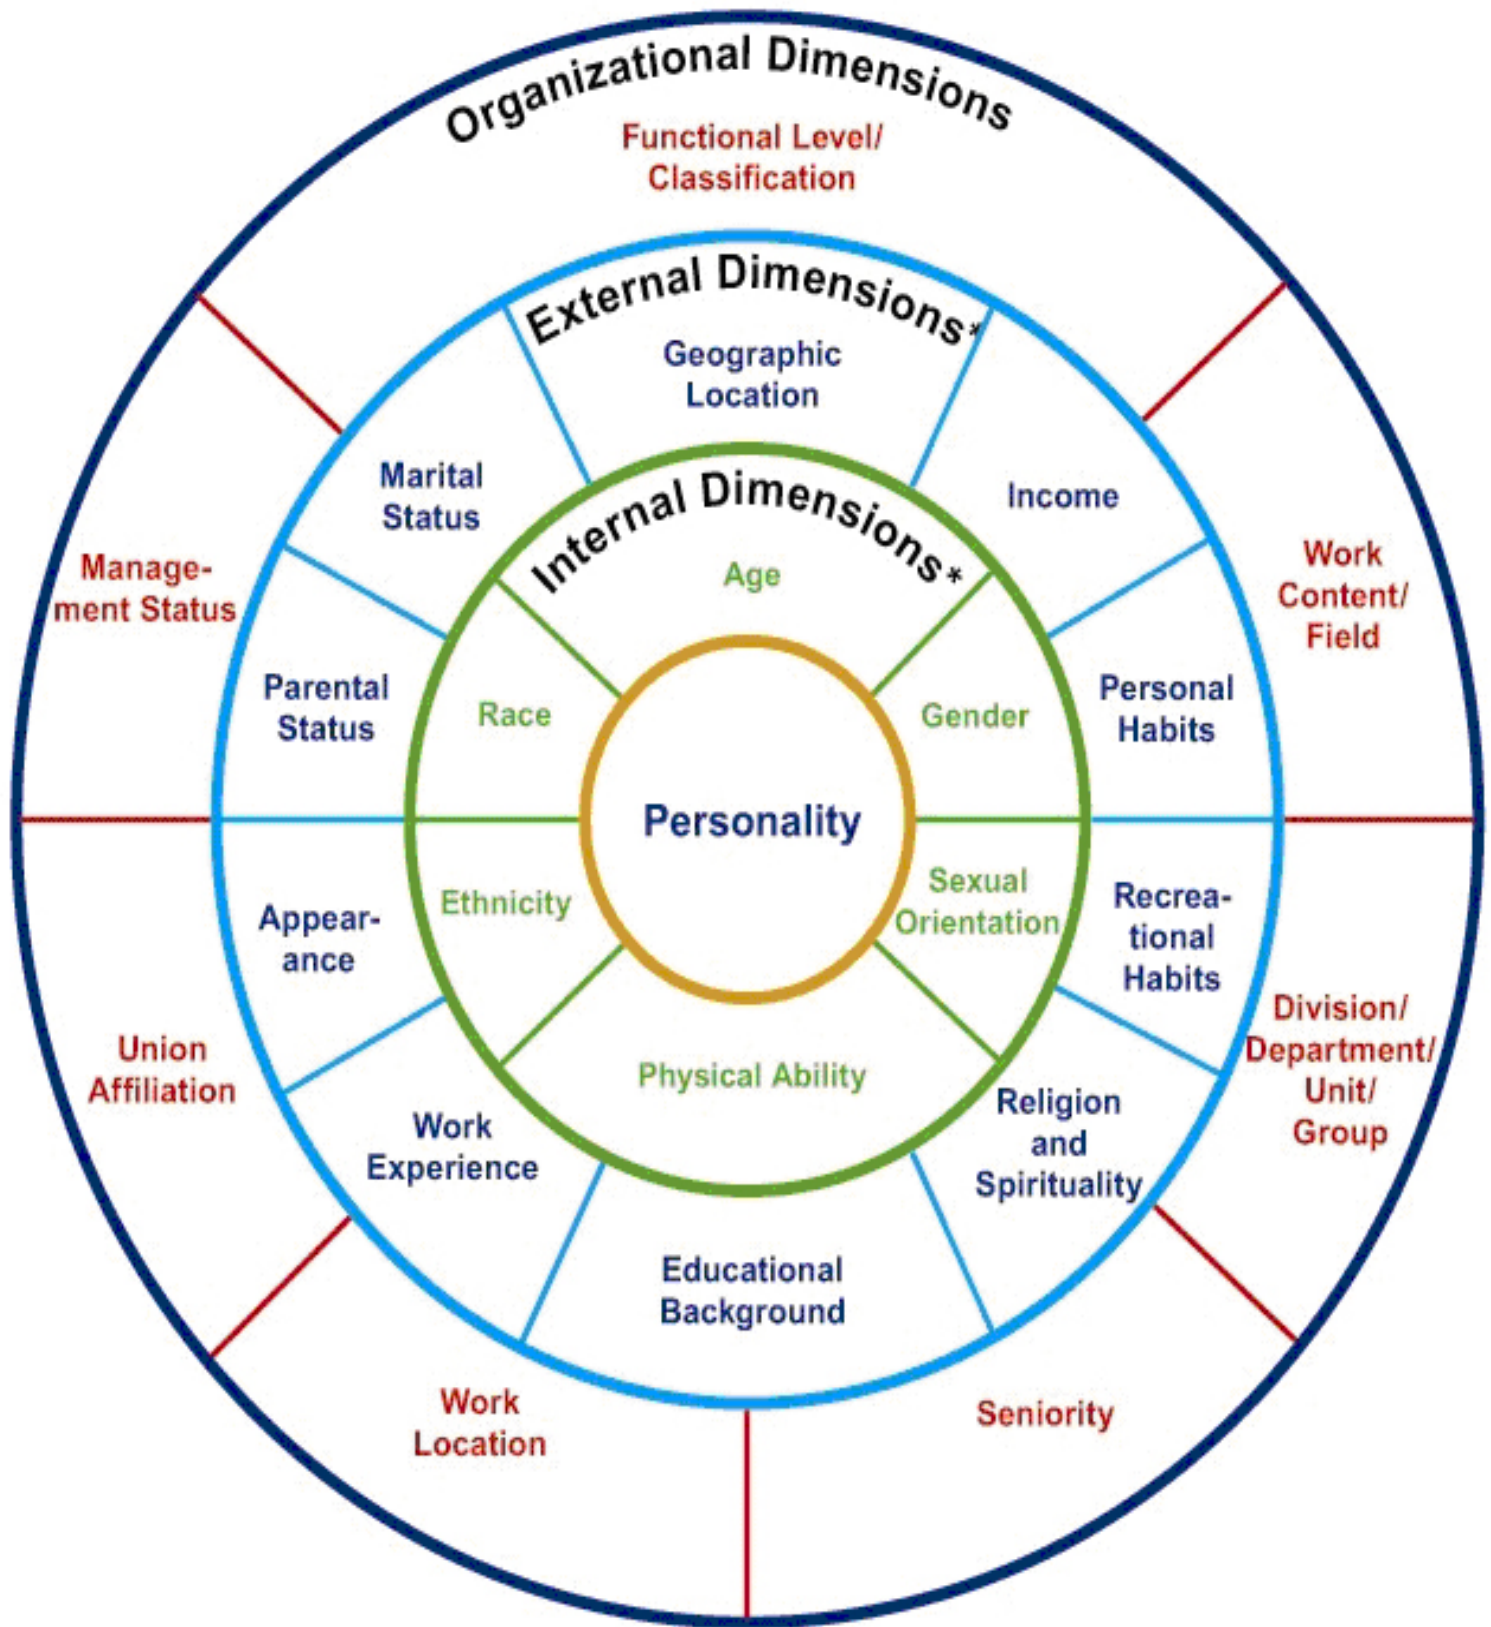 Organizational Dimensions
Functional Level/
Classification
External Dimensions*
Geographic
Location
Marital
Status
Income
Internal Dimensions*
Age
Manage-
ment Status
Work
Content/
Field
Parental
Status
Race
Gender
Personal
Habits
Personality
Ethnicity
Sexual
Orientation
Appear-
ance
Recrea-
tional
Habits
Union
Affiliation
Physical Ability
Division/
Department/
Unit/
Group
Work
Experience
Religion
and
Spirituality
Educational
Background
Work
Location
Seniority